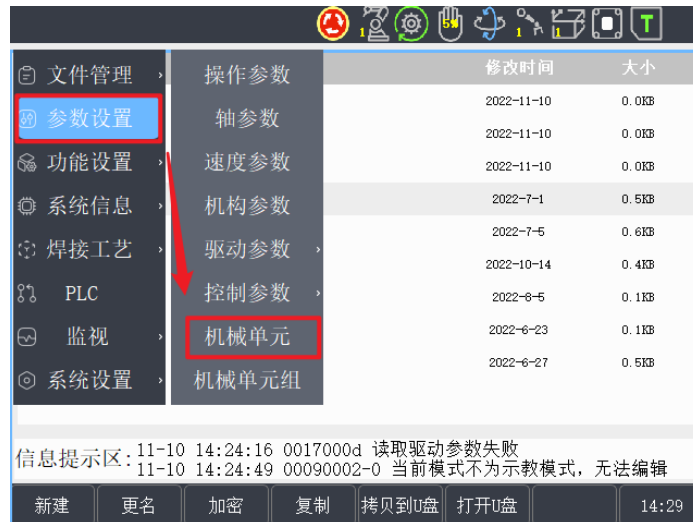 1
5%
1
1
T
修改时间 大小
文件管理
参数设置
功能设置
系统信息
焊接工艺
PLC
监视
系统设置
操作参数
轴参数
速度参数
机构参数
驱动参数
控制参数
机械单元
机械单元组
2022-11-10 0.0KB
2022-11-10 0.0KB
2022-11-10 0.0KB
2022-7-1 0.5KB
2022-7-5 0.6KB
2022-10-14 0.4KB
2022-8-5 0.1KB
2022-6-23 0.1KB
2022-6-27 0.5KB
信息提示区:
11-10 14:24:16 0017000d 读取驱动参数失败
11-10 14:24:49 00090002-0 当前模式不为示教模式，无法编辑
新建 更名 加密 复制 拷贝到U盘 打开U盘 14:29